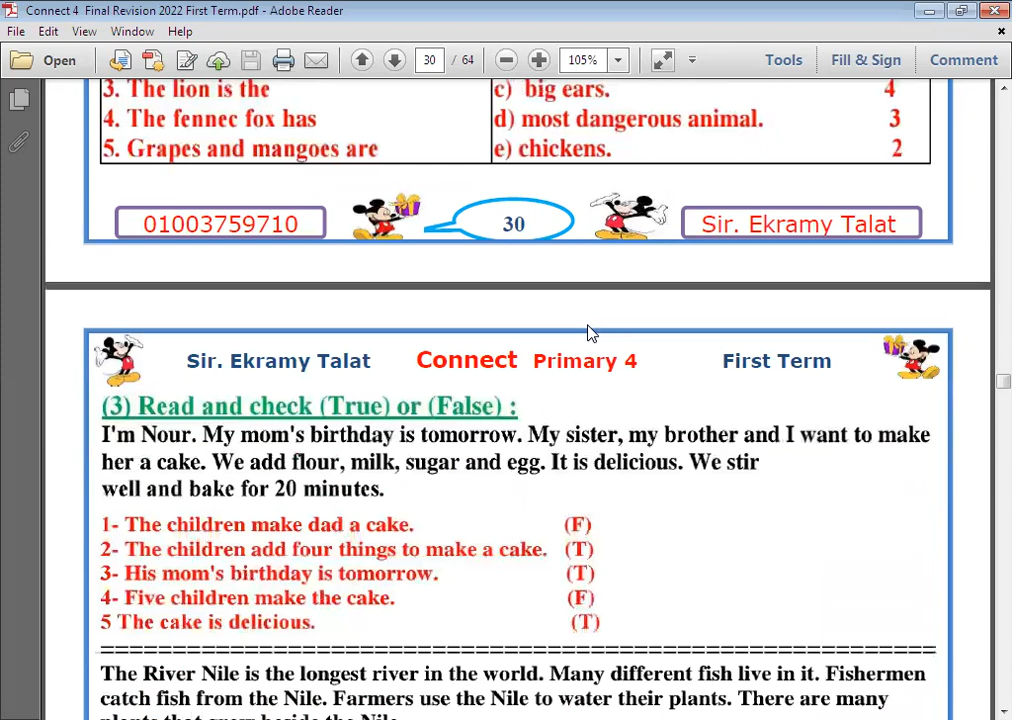 Connect 4 Final Revision 2022 First Term.pdf - Adobe Reader
File Edit View Window Help
Open 30 / 64 105% Tools Fill & Sign Comment
3. The lion is the c) big ears. 4
4. The fennec fox has d) most dangerous animal. 3
5. Grapes and mangoes are e) chickens. 2
01003759710 30 Sir. Ekramy Talat
Sir. Ekramy Talat Connect Primary 4 First Term
(3) Read and check (True) or (False) :
I'm Nour. My mom's birthday is tomorrow. My sister, my brother and I want to make
her a cake. We add flour, milk, sugar and egg. It is delicious. We stir
well and bake for 20 minutes.
1- The children make dad a cake. (F)
2- The children add four things to make a cake. (T)
3- His mom's birthday is tomorrow. (T)
4- Five children make the cake. (F)
5 The cake is delicious. (T)
==================================================================
The River Nile is the longest river in the world. Many different fish live in it. Fishermen
catch fish from the Nile. Farmers use the Nile to water their plants. There are many
plants that grow beside the Nile.